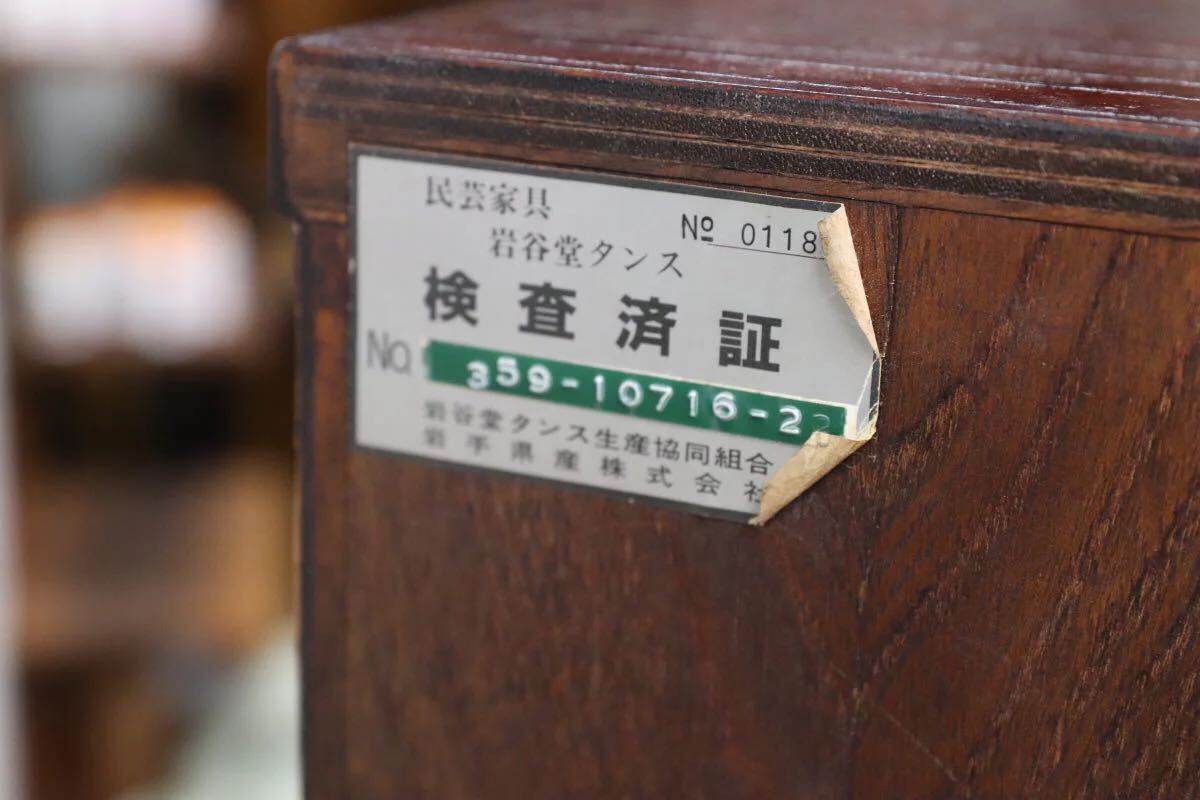 民芸家具
岩谷堂タンス
Nº 0118
検査済証
No. 359-10716-22
岩谷堂タンス生産協同組合
岩手県産株式会社